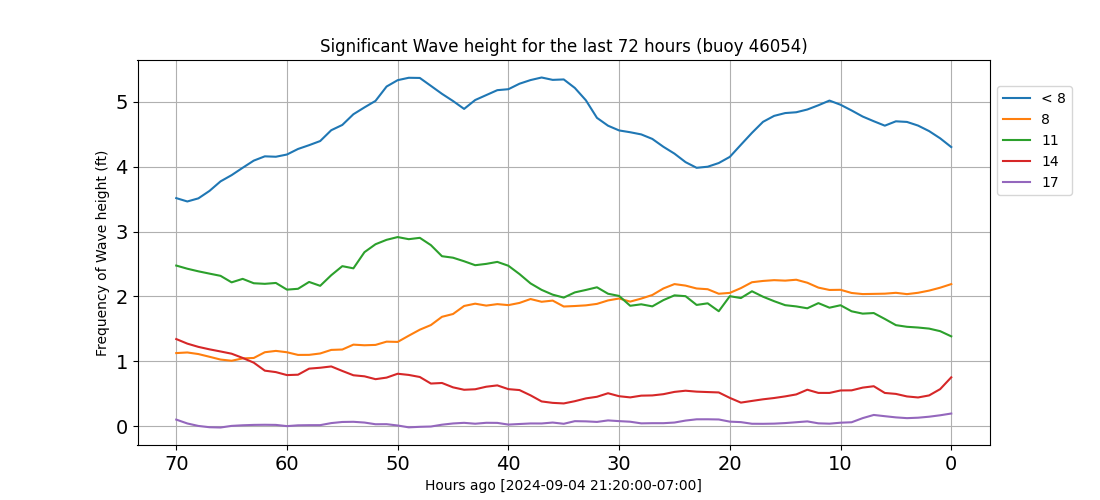 Significant Wave height for the last 72 hours (buoy 46054)
Frequency of Wave height (ft)
5
4
3
2
1
0
70 60 50 40 30 20 10 0
Hours ago [2024-09-04 21:20:00-07:00]
< 8
8
11
14
17